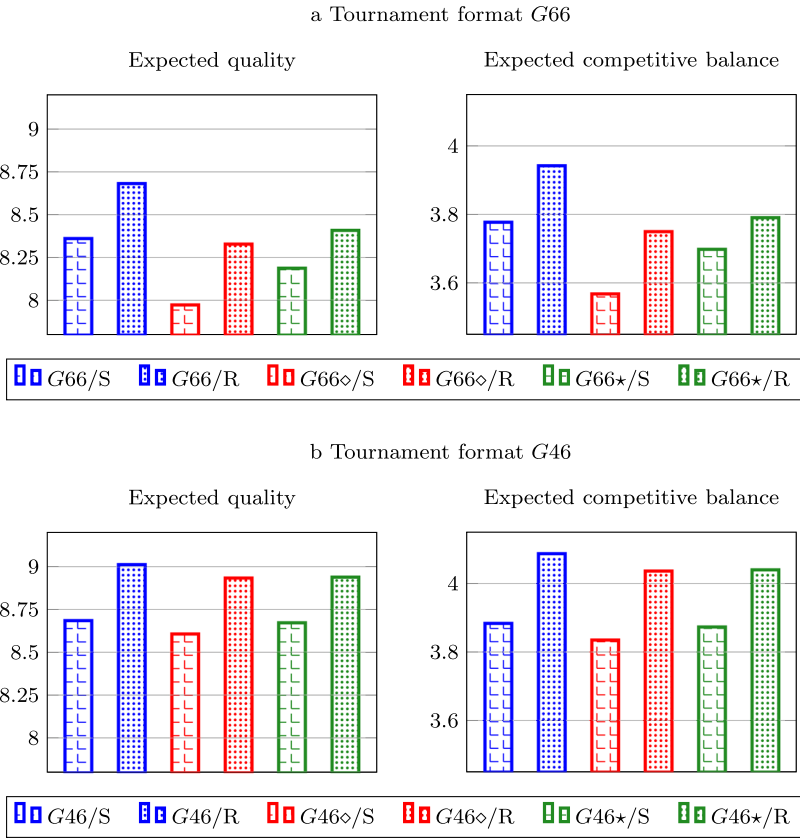 a Tournament format G66
Expected quality
Expected competitive balance
9
8.75
8.5
8.25
8
4
3.8
3.6
G66/S G66/R G66⋄/S G66⋄/R G66⋆/S G66⋆/R
b Tournament format G46
Expected quality
Expected competitive balance
9
8.75
8.5
8.25
8
4
3.8
3.6
G46/S G46/R G46⋄/S G46⋄/R G46⋆/S G46⋆/R